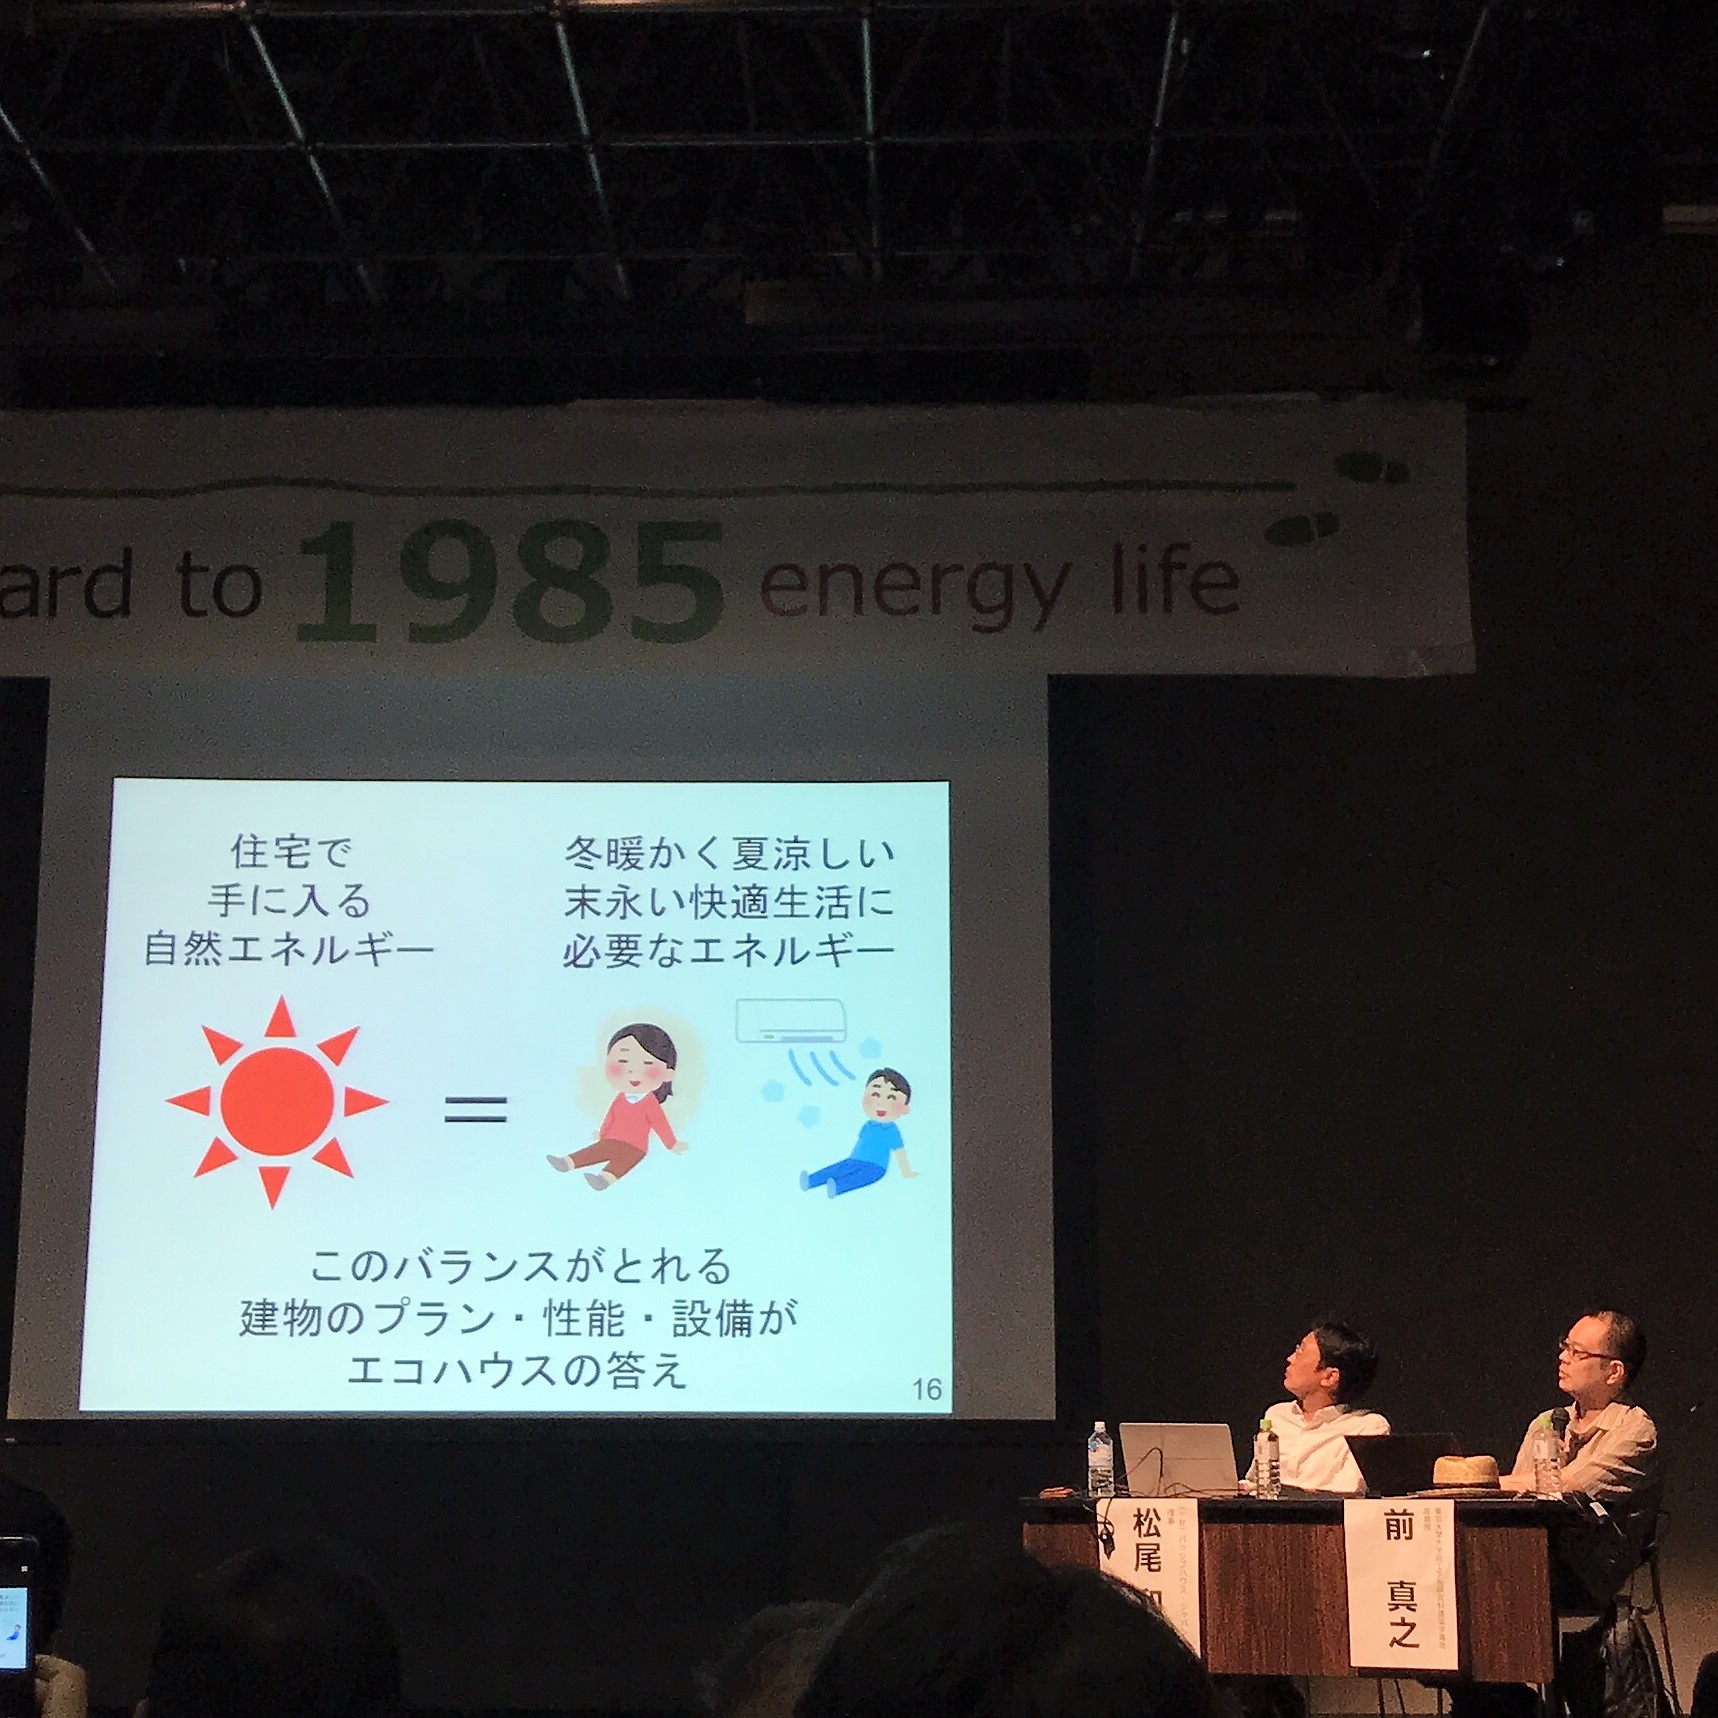 ard to 1985 energy life
住宅で
手に入る
自然エネルギー
冬暖かく夏涼しい
末永い快適生活に
必要なエネルギー
=
このバランスがとれる
建物のプラン・性能・設備が
エコハウスの答え
16
松尾 和
理事
前 真之